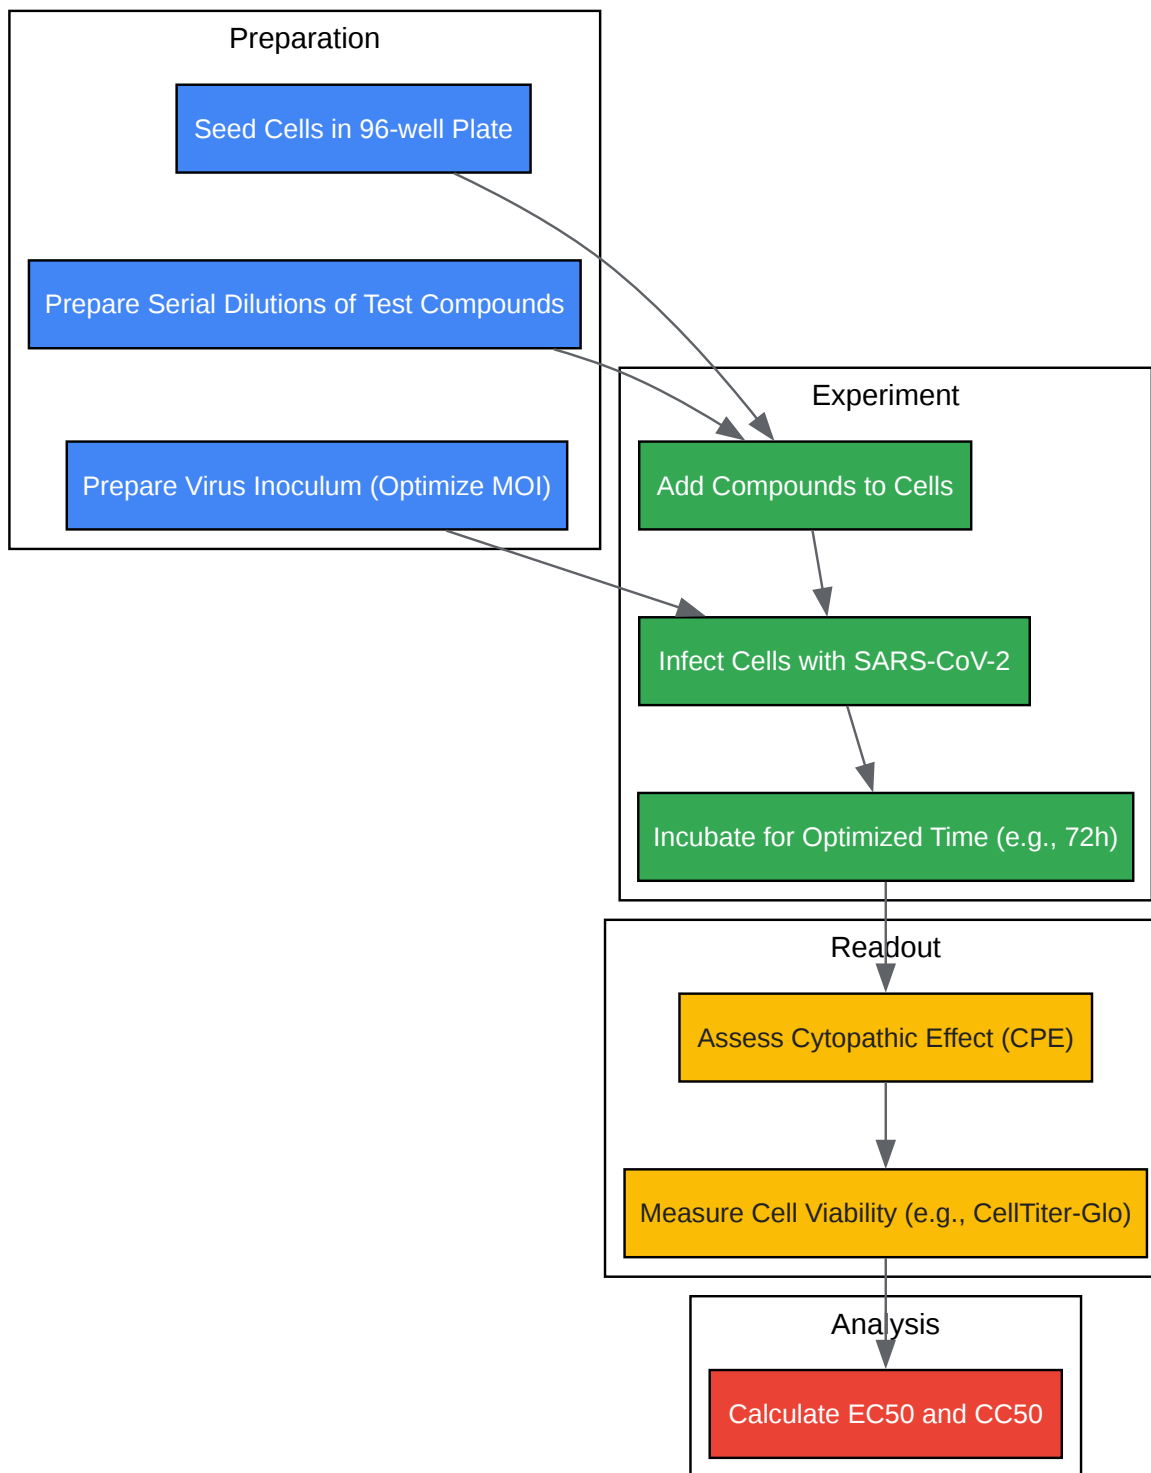 Preparation
Seed Cells in 96-well Plate
Prepare Serial Dilutions of Test Compounds
Prepare Virus Inoculum (Optimize MOI)
Experiment
Add Compounds to Cells
Infect Cells with SARS-CoV-2
Incubate for Optimized Time (e.g., 72h)
Readout
Assess Cytopathic Effect (CPE)
Measure Cell Viability (e.g., CellTiter-Glo)
Analysis
Calculate EC50 and CC50